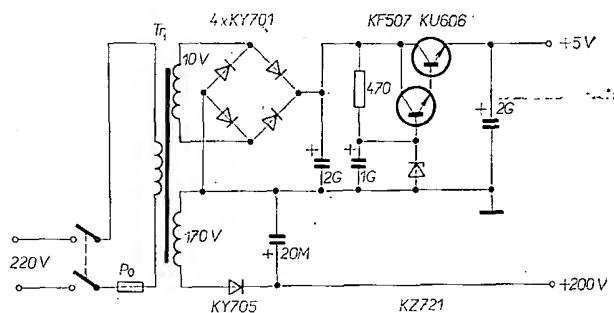 4xKY701
KF507 KU606
Tr1
10V
+5V
470
+
2G
+
2G
+
1G
170V
+
20M
220V
Po
KY705
KZ721
+200V